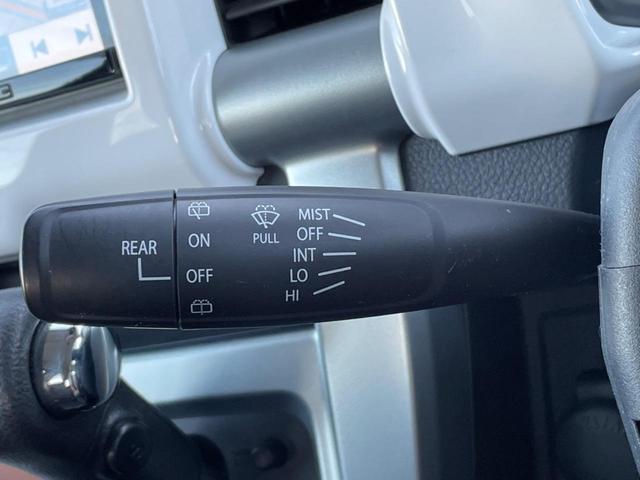 REAR
ON
OFF
PULL
MIST
OFF
INT
LO
HI